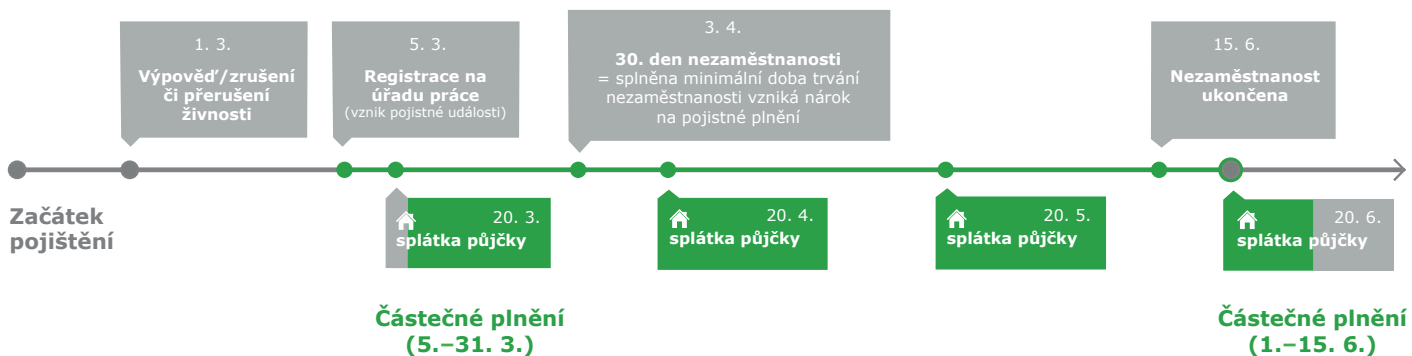 1. 3.
Výpověď/zrušení
či přerušení
živnosti
5. 3.
Registrace na
úřadu práce
(vznik pojistné události)
3. 4.
30. den nezaměstnanosti
= splněna minimální doba trvání
nezaměstnanosti vzniká nárok
na pojistné plnění
15. 6.
Nezaměstnanost
ukončena
Začátek
pojištění
20. 3.
splátka půjčky
20. 4.
splátka půjčky
20. 5.
splátka půjčky
20. 6.
splátka půjčky
Částečné plnění
(5.–31. 3.)
Částečné plnění
(1.–15. 6.)